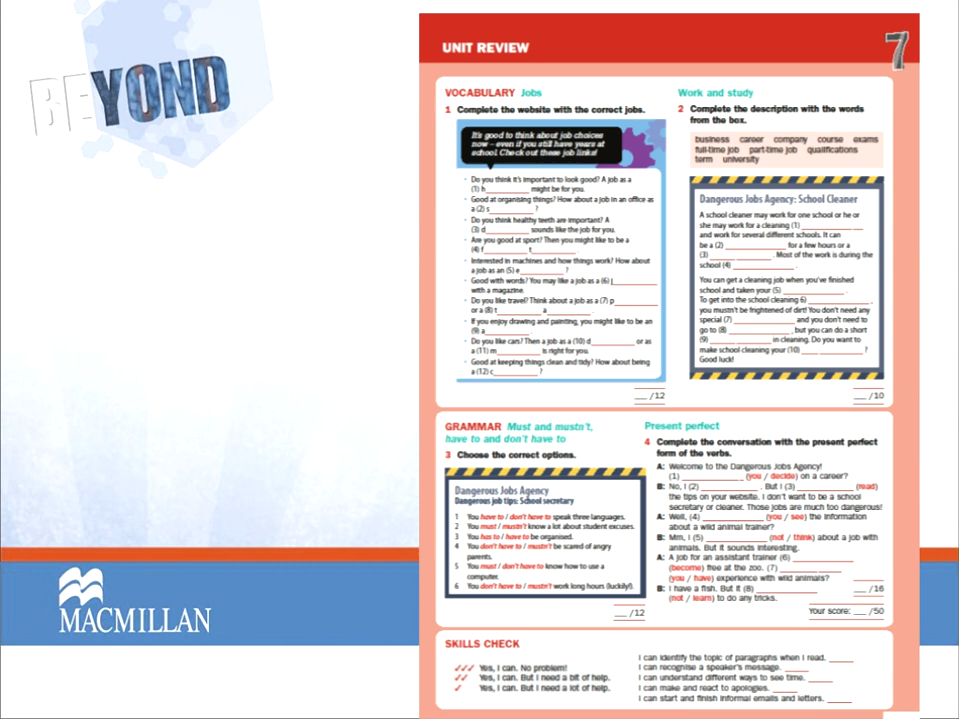 BEYOND
UNIT REVIEW
7
VOCABULARY Jobs
1 Complete the website with the correct jobs.
It's good to think about job choices
now – even if you still have years at
school. Check out these job links!
• Do you think it's important to look good? A job as a
(1) h__________ might be for you.
• Good at organising things? How about a job in an office as
a (2) s__________ ?
• Do you think healthy teeth are important? A
(3) d__________ sounds like the job for you.
• Are you good at sport? Then you might like to be a
(4) f__________ t__________.
• Interested in machines and how things work? How about
a job as an (5) e__________ ?
• Good with words? You may like a job as a (6) j__________
with a magazine.
• Do you like travel? Think about a job as a (7) p__________
or a (8) t__________ a__________ .
• If you enjoy drawing and painting, you might like to be an
(9) a__________ .
• Do you like cars? Then a job as a (10) d__________ or as
a (11) m__________ is right for you.
• Good at keeping things clean and tidy? How about being
a (12) c__________ ?
___ /12
Work and study
2 Complete the description with the words
from the box.
business career company course exams
full-time job part-time job qualifications
term university
Dangerous Jobs Agency: School Cleaner
A school cleaner may work for one school or he or
she may work for a cleaning (1) __________
and work for several different schools. It can
be a (2) __________ for a few hours or a
(3) __________ . Most of the work is during the
school (4) __________ .
You can get a cleaning job when you've finished
school and taken your (5) __________ .
To get into the school cleaning 6) __________ ,
you mustn't be frightened of dirt! You don't need any
special (7) __________ and you don't need to
go to (8) __________ , but you can do a short
(9) __________ in cleaning. Do you want to
make school cleaning your (10) __________ ?
Good luck!
___ /10
GRAMMAR Must and mustn't,
have to and don't have to
3 Choose the correct options.
Dangerous Jobs Agency
Dangerous job tips: School secretary
1 You have to / don't have to speak three languages.
2 You must / mustn't know a lot about student excuses.
3 You has to / have to be organised.
4 You don't have to / mustn't be scared of angry
parents.
5 You must / don't have to know how to use a
computer.
6 You don't have to / mustn't work long hours (luckily!).
___ /12
Present perfect
4 Complete the conversation with the present perfect
form of the verbs.
A: Welcome to the Dangerous Jobs Agency!
(1) __________ (you / decide) on a career?
B: No, I (2) __________ . But I (3) __________ (read)
the tips on your website. I don't want to be a school
secretary or cleaner. Those jobs are much too dangerous!
A: Well, (4) __________ (you / see) the information
about a wild animal trainer?
B: Mm, I (5) __________ (not / think) about a job with
animals. But it sounds interesting.
A: A job for an assistant trainer (6) __________
(become) free at the zoo. (7) __________
(you / have) experience with wild animals?
B: I have a fish. But it (8) __________
(not / learn) to do any tricks.
___ /16
Your score: ___ /50
SKILLS CHECK
✓✓✓ Yes, I can. No problem!
✓✓ Yes, I can. But I need a bit of help.
✓ Yes, I can. But I need a lot of help.
I can identify the topic of paragraphs when I read. _____
I can recognise a speaker's message. _____
I can understand different ways to see time. _____
I can make and react to apologies. _____
I can start and finish informal emails and letters. _____
MACMILLAN